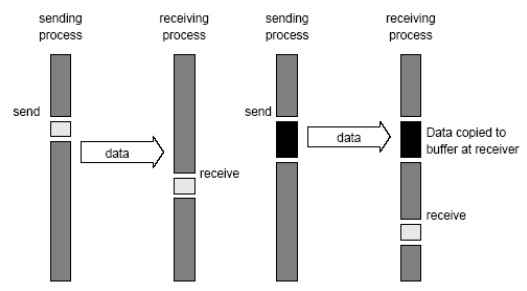 sending
process
receiving
process
sending
process
receiving
process
send
data
receive
send
data
Data copied to
buffer at receiver
receive